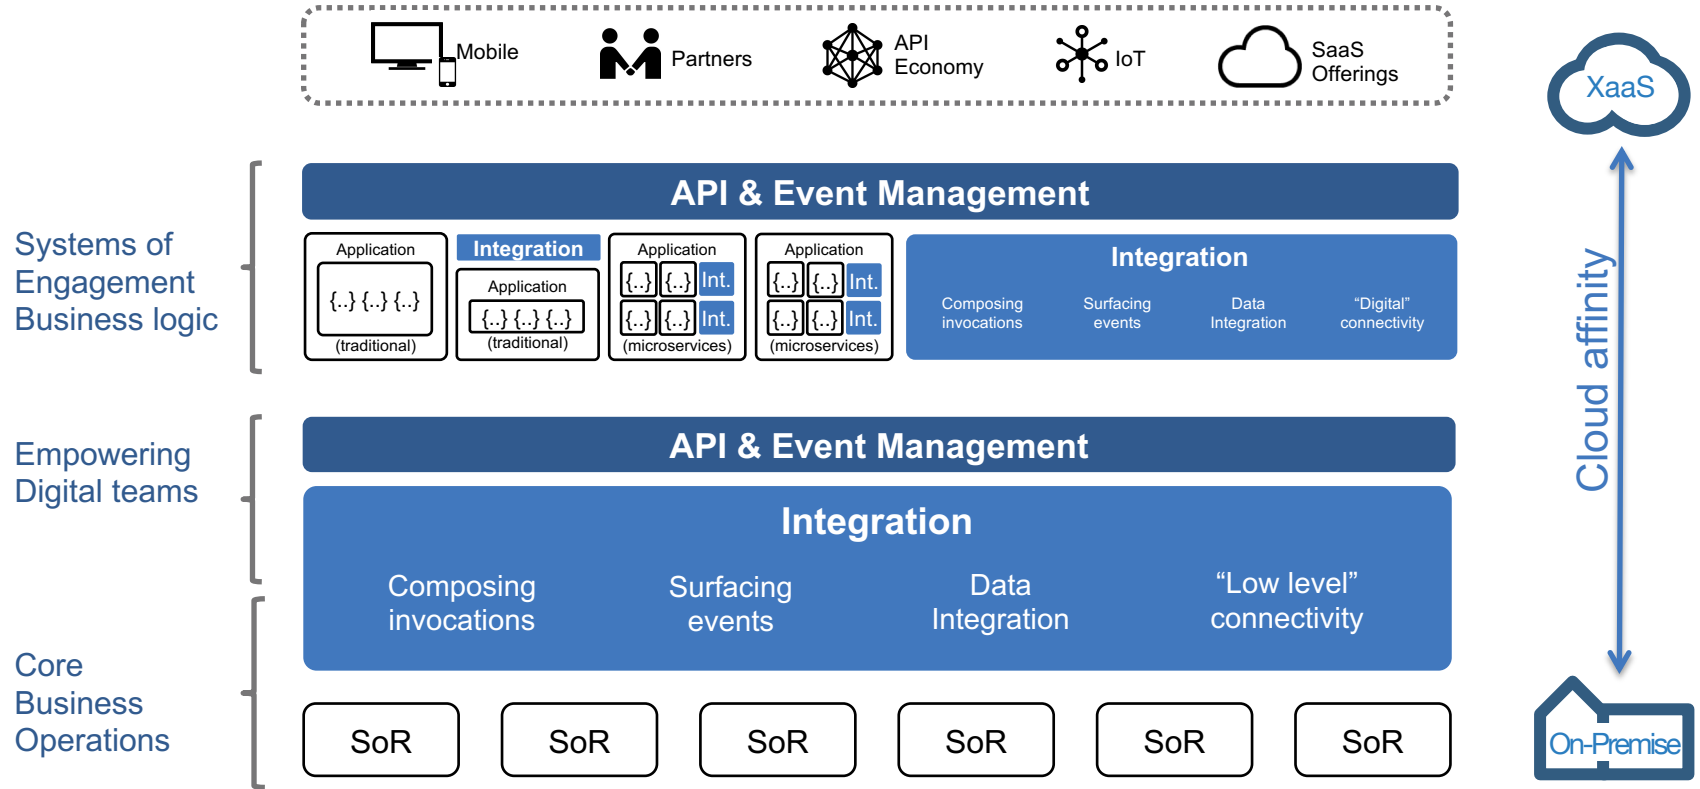 Mobile
Partners
API
Economy
IoT
SaaS
Offerings
XaaS
Systems of
Engagement
Business logic
API & Event Management
Application
{..} {..} {..}
(traditional)
Integration
Application
{..} {..} {..}
(traditional)
Application
{..} {..} Int.
{..} {..} Int.
(microservices)
Application
{..} {..} Int.
{..} {..} Int.
(microservices)
Integration
Composing
invocations
Surfacing
events
Data
Integration
“Digital”
connectivity
Cloud affinity
Empowering
Digital teams
API & Event Management
Integration
Composing
invocations
Surfacing
events
Data
Integration
“Low level”
connectivity
Core
Business
Operations
SoR
SoR
SoR
SoR
SoR
SoR
On-Premise